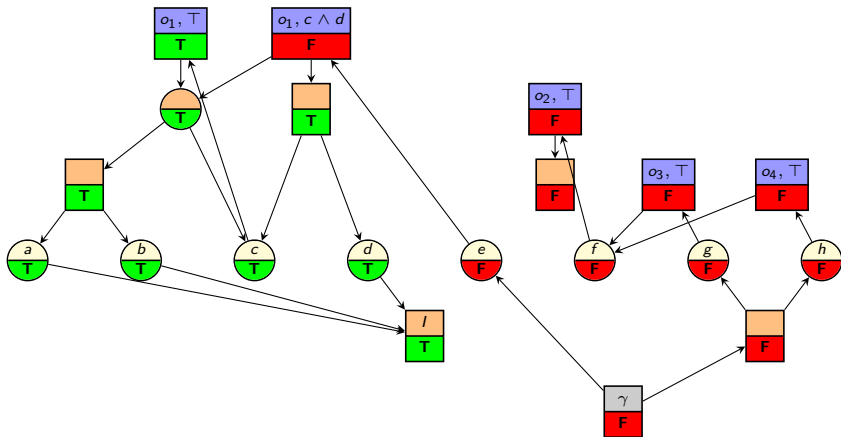 o₁, ⊤
T
o₁, c ∧ d
F
T
T
o₂, ⊤
F
T
F
o₃, ⊤
F
o₄, ⊤
F
a
T
b
T
c
T
d
T
e
F
f
F
g
F
h
F
I
T
F
γ
F